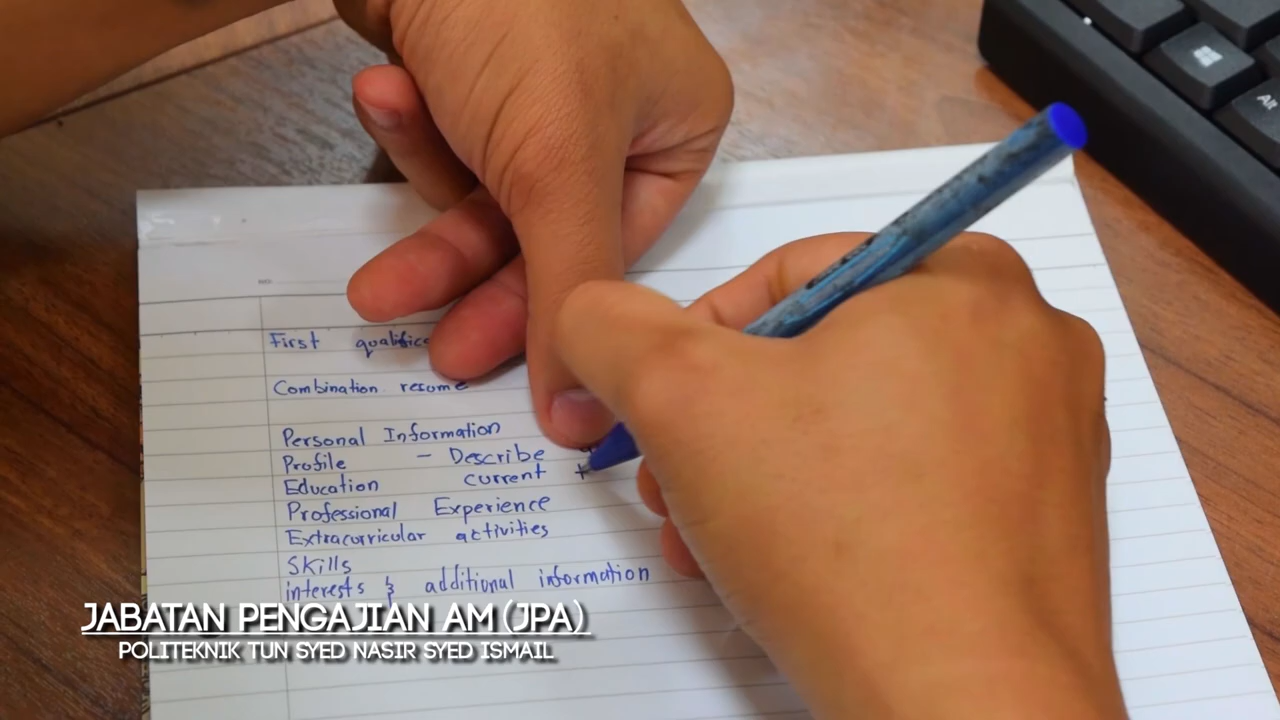 First
Combination resume
Personal Information
Profile - Describe
Education current
Professional Experience
Extracurricular activities
Skills
interests & additional information
JABATAN PENGAJIAN AM (JPA)
POLITEKNIK TUN SYED NASIR SYED ISMAIL
Alt